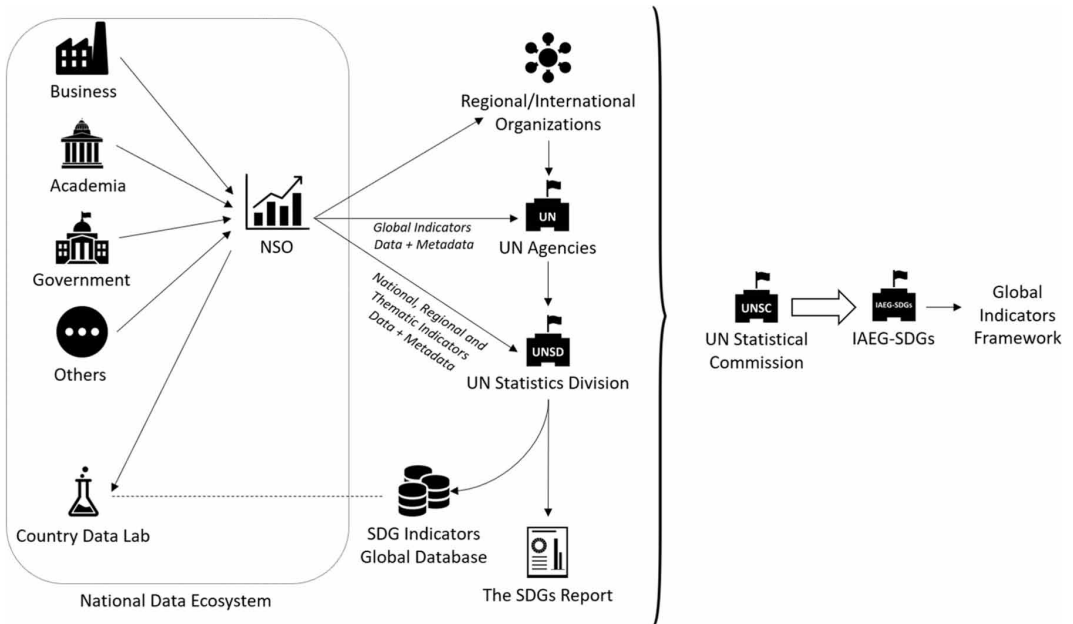 Business
Academia
Government
Others
NSO
Country Data Lab
National Data Ecosystem
Regional/International
Organizations
Global Indicators
Data + Metadata
UN
UN Agencies
National, Regional and
Thematic Indicators
Data + Metadata
UNSD
UN Statistics Division
SDG Indicators
Global Database
The SDGs Report
UNSC
UN Statistical
Commission
IAEG-SDGs
IAEG-SDGs
Global
Indicators
Framework